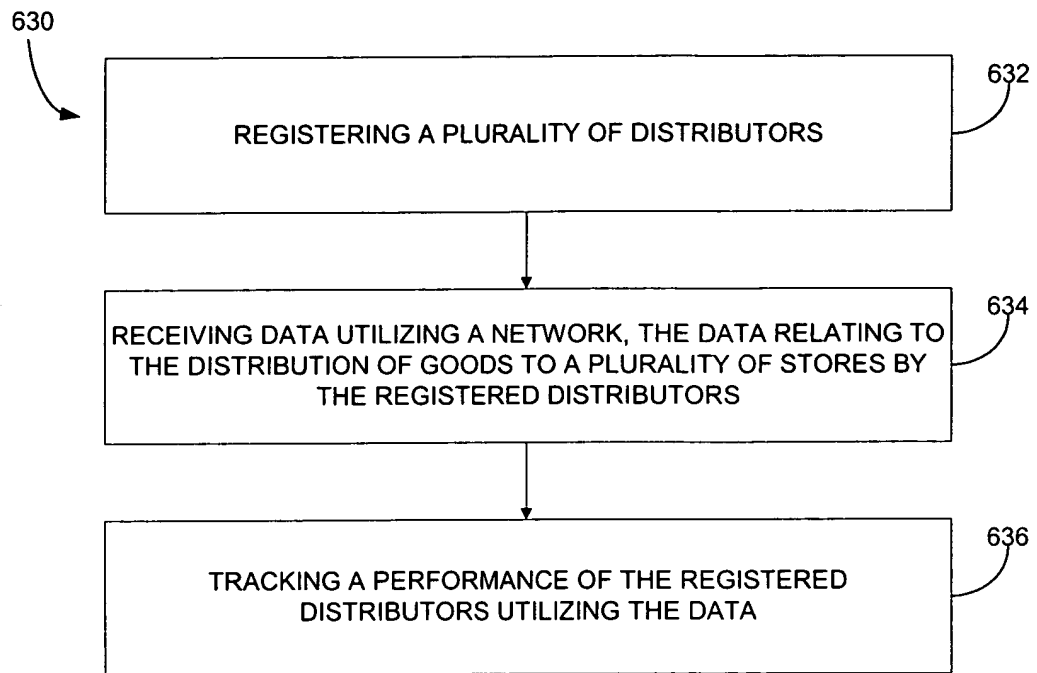 630
632
REGISTERING A PLURALITY OF DISTRIBUTORS
634
RECEIVING DATA UTILIZING A NETWORK, THE DATA RELATING TO
THE DISTRIBUTION OF GOODS TO A PLURALITY OF STORES BY
THE REGISTERED DISTRIBUTORS
636
TRACKING A PERFORMANCE OF THE REGISTERED
DISTRIBUTORS UTILIZING THE DATA